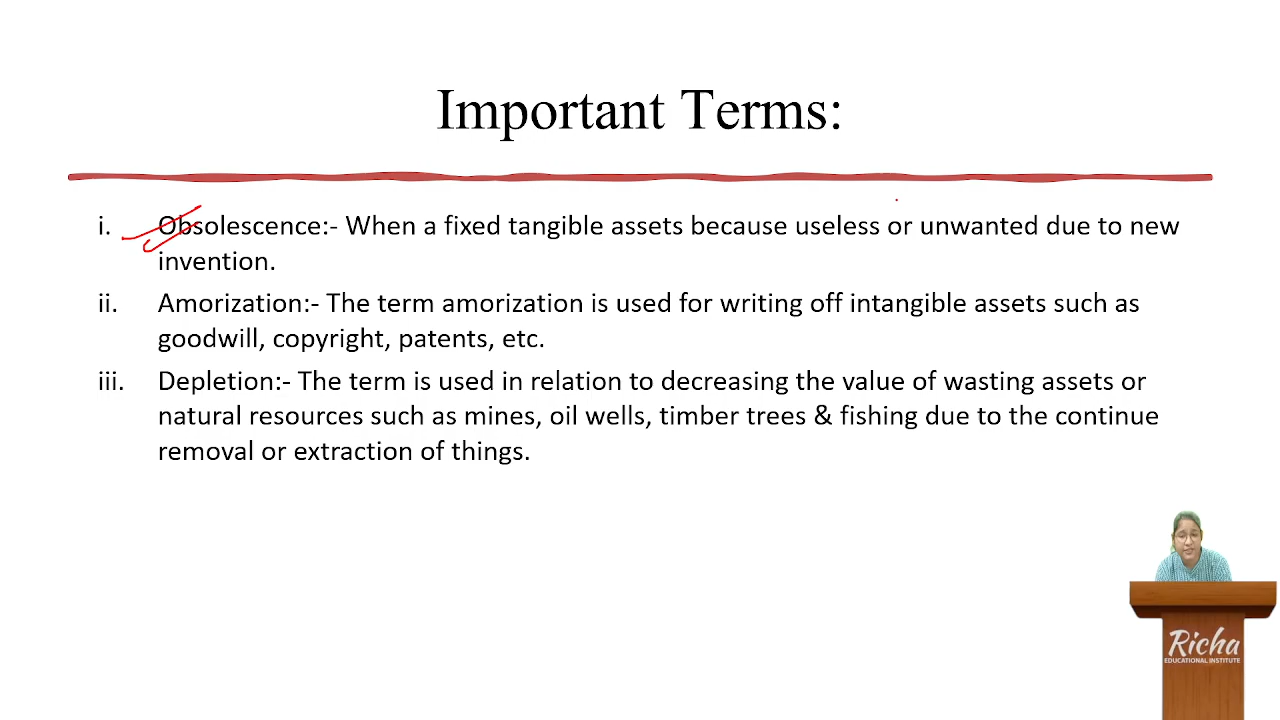 Important Terms:
i. Obsolescence:- When a fixed tangible assets because useless or unwanted due to new
invention.
ii. Amorization:- The term amorization is used for writing off intangible assets such as
goodwill, copyright, patents, etc.
iii. Depletion:- The term is used in relation to decreasing the value of wasting assets or
natural resources such as mines, oil wells, timber trees & fishing due to the continue
removal or extraction of things.
Richa
EDUCATIONAL INSTITUTE